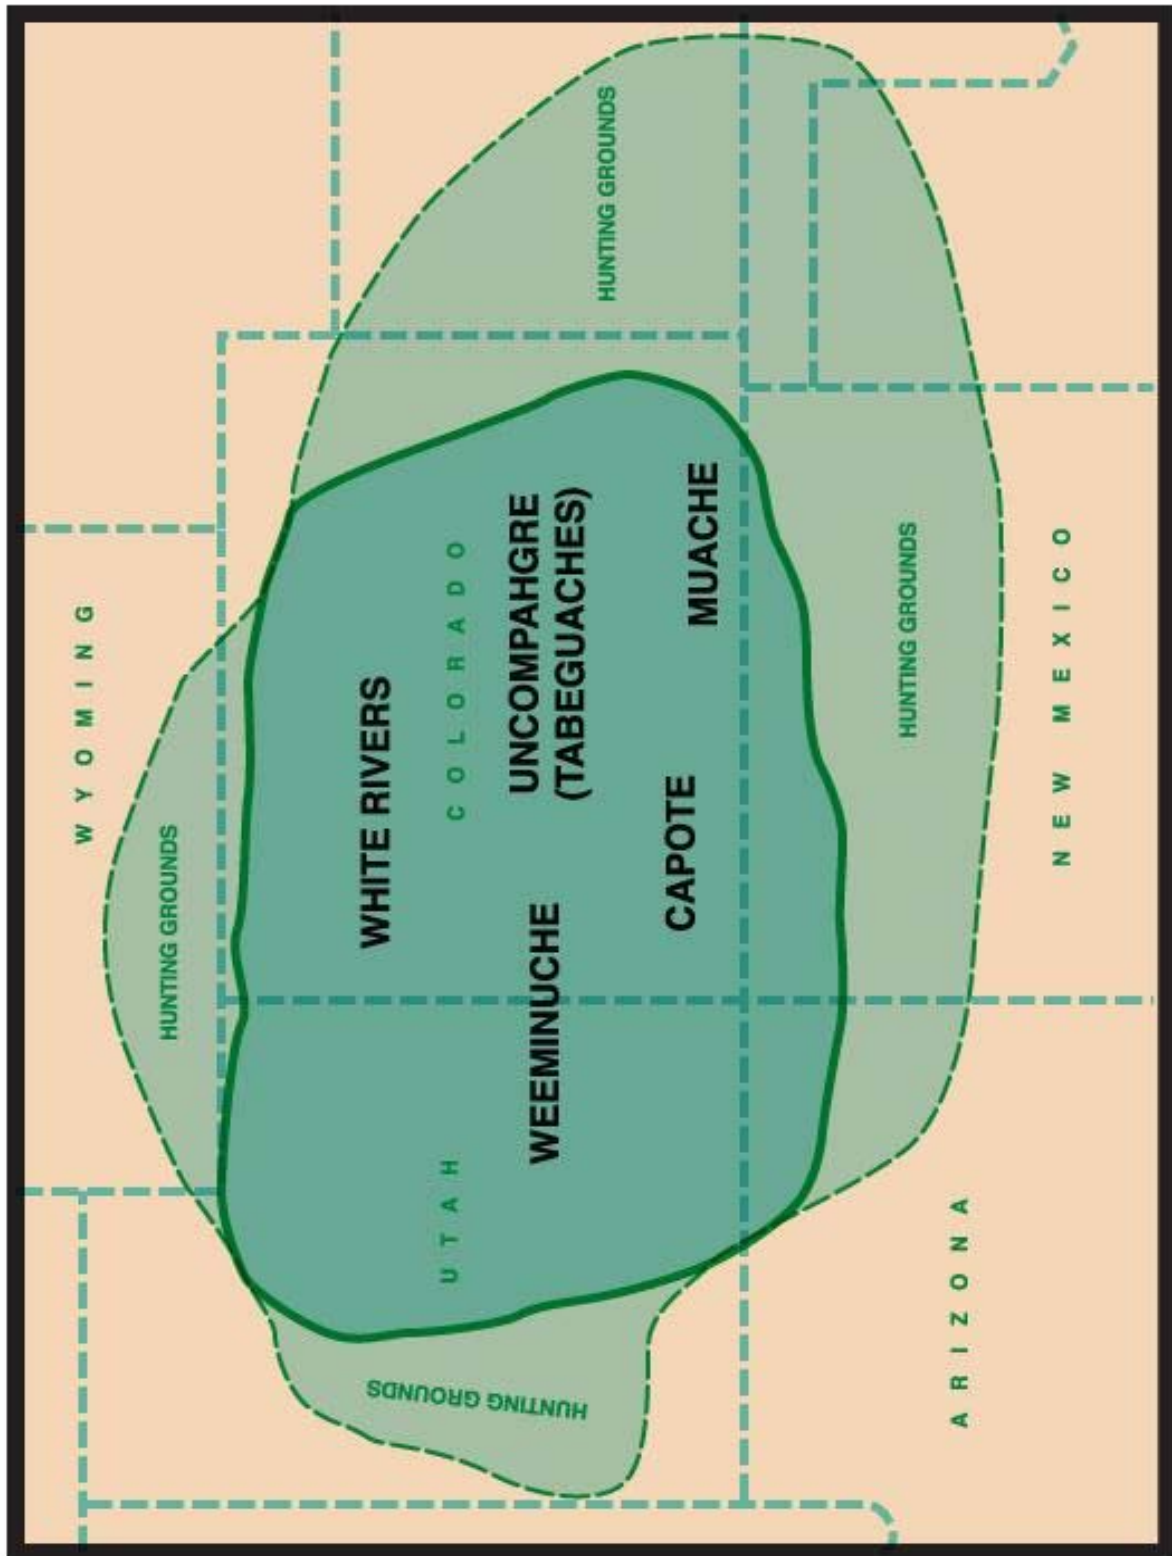 WYOMING
HUNTING GROUNDS
WHITE RIVERS
HUNTING GROUNDS
UTAH
COLORADO
WEEMINUCHE
UNCOMPAHGRE
(TABEGUACHES)
HUNTING GROUNDS
CAPOTE
MUACHE
HUNTING GROUNDS
ARIZONA
NEW MEXICO